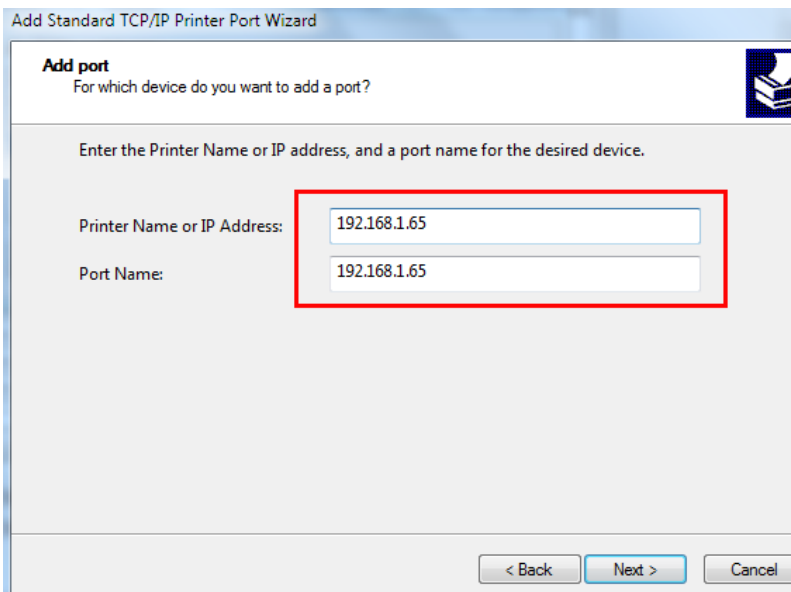 Add Standard TCP/IP Printer Port Wizard
Add port
For which device do you want to add a port?
Enter the Printer Name or IP address, and a port name for the desired device.
Printer Name or IP Address: 192.168.1.65
Port Name: 192.168.1.65
< Back Next > Cancel